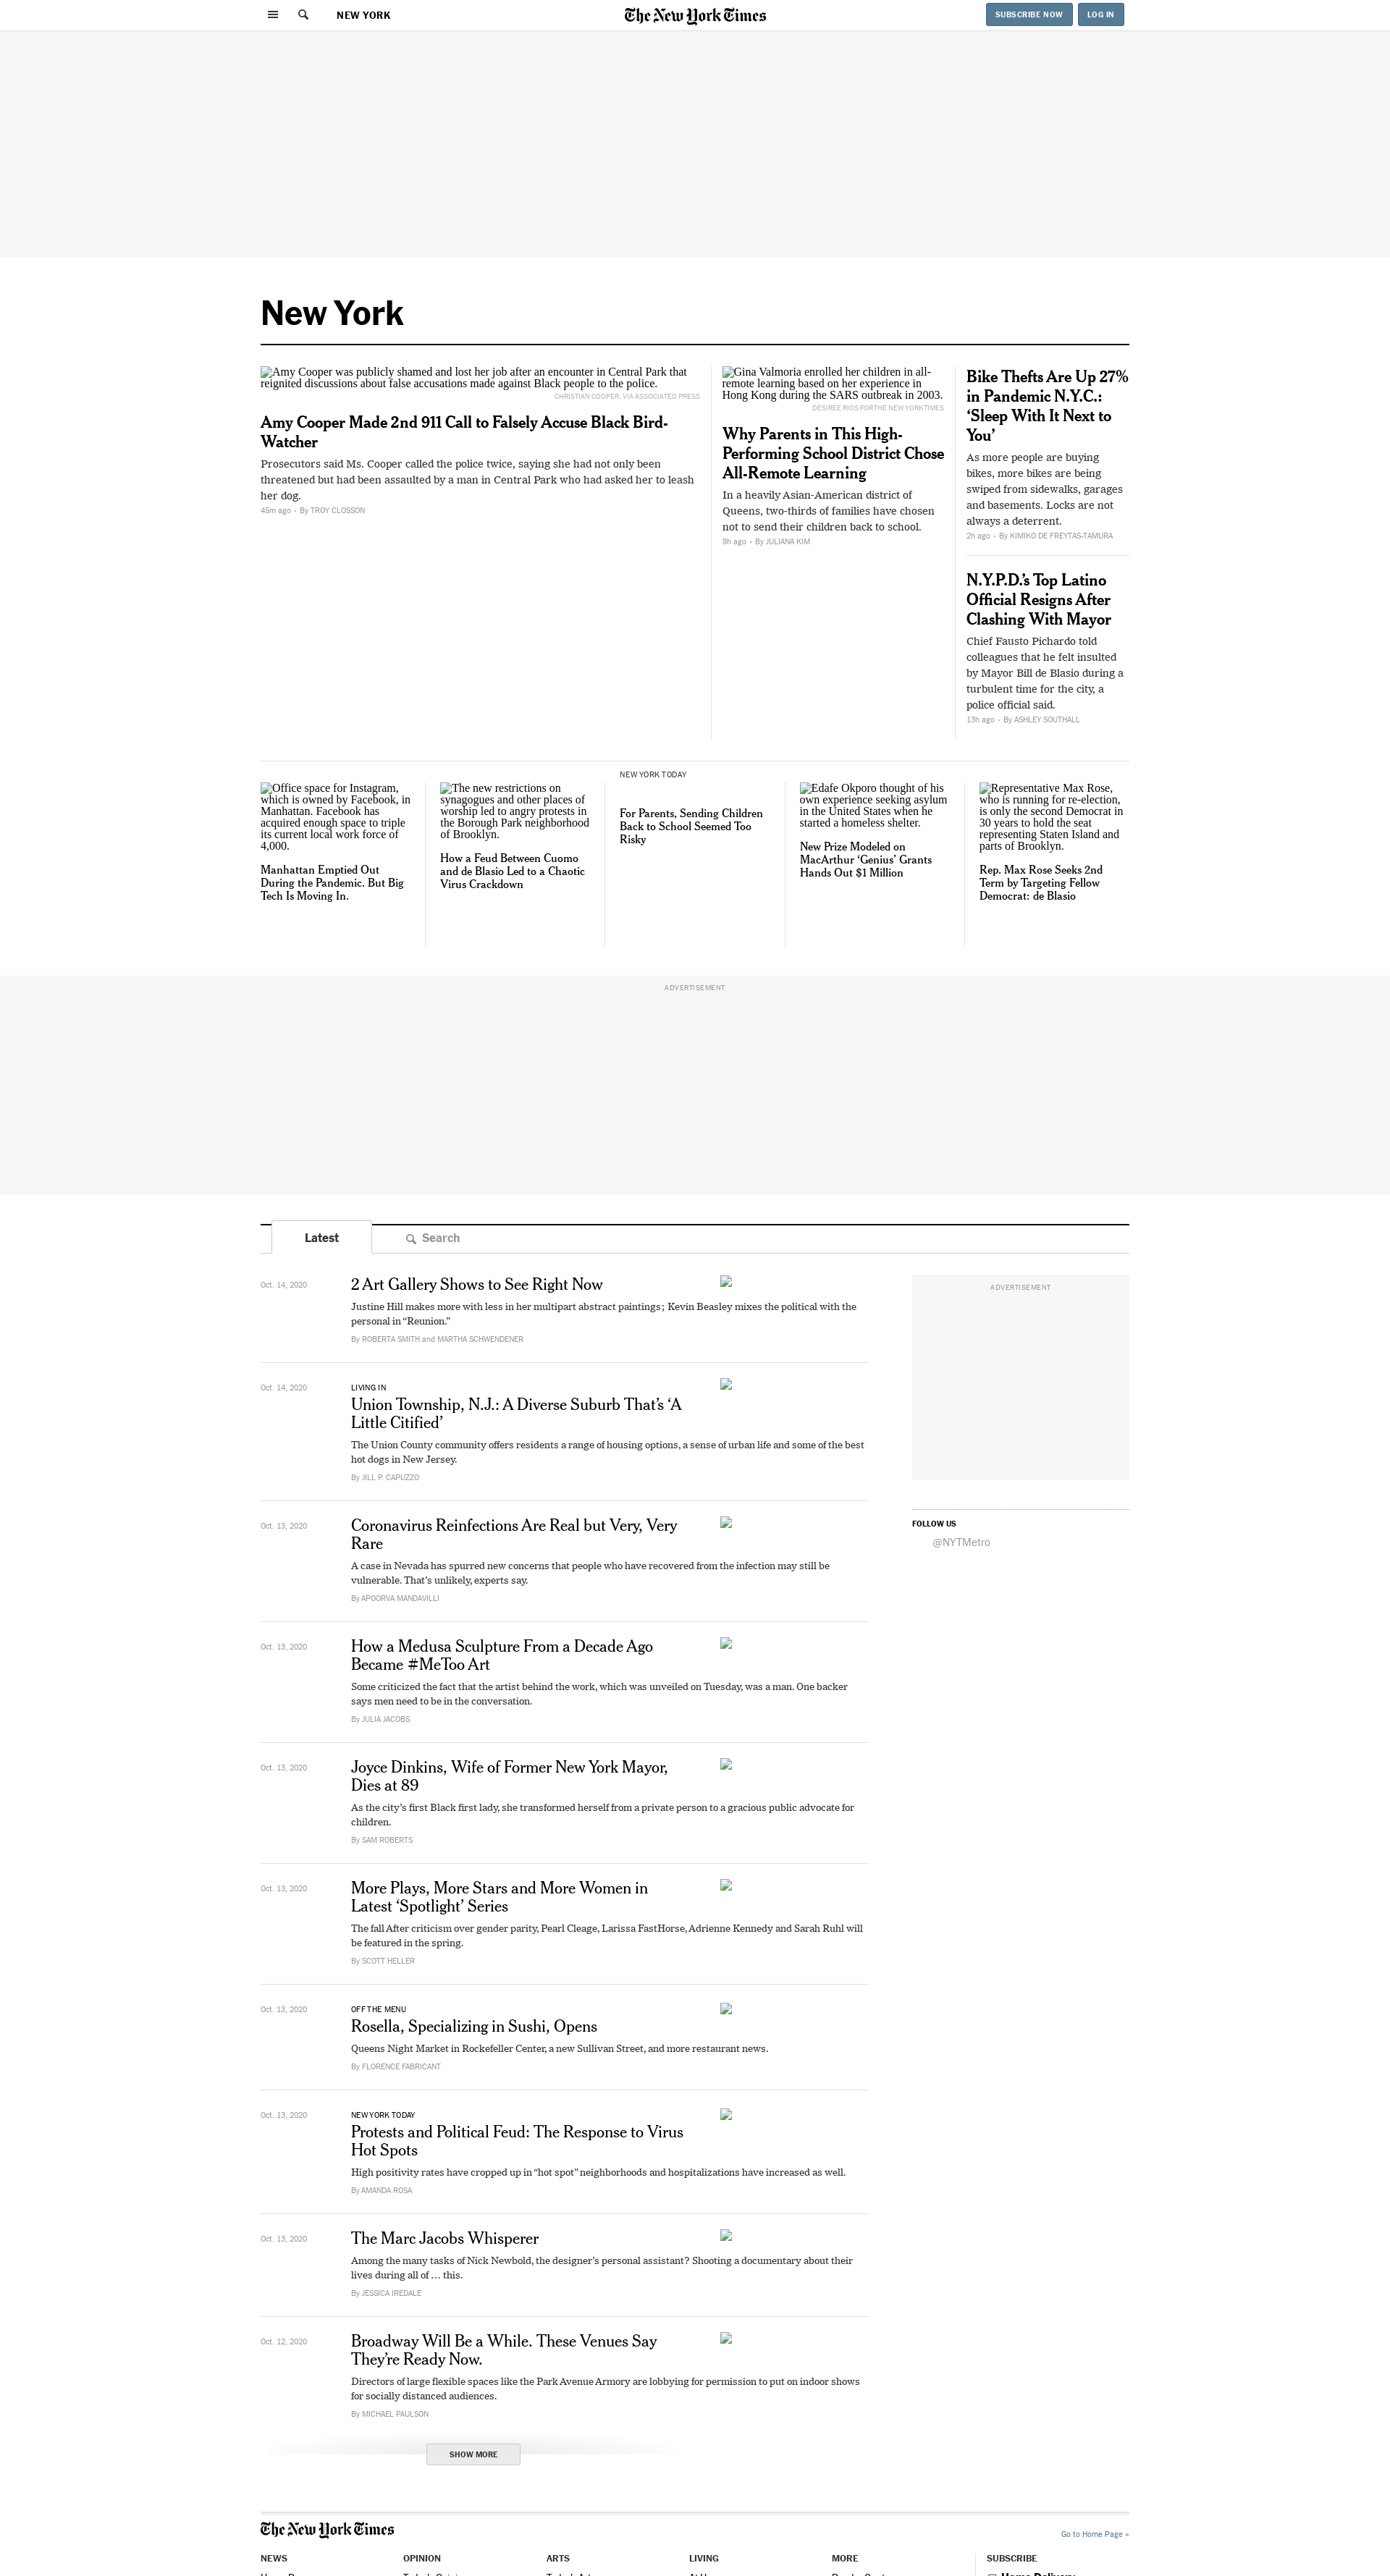 NEW YORK
The New York Times
SUBSCRIBE NOW
LOG IN
New York
Amy Cooper was publicly shamed and lost her job after an encounter in Central Park that
reignited discussions about false accusations made against Black people to the police.
CHRISTIAN COOPER, VIA ASSOCIATED PRESS
Amy Cooper Made 2nd 911 Call to Falsely Accuse Black Bird-
Watcher
Prosecutors said Ms. Cooper called the police twice, saying she had not only been
threatened but had been assaulted by a man in Central Park who had asked her to leash
her dog.
45m ago • By TROY CLOSSON
Gina Valmoria enrolled her children in all-
remote learning based on her experience in
Hong Kong during the SARS outbreak in 2003.
DESIREE RIOS FOR THE NEW YORK TIMES
Why Parents in This High-
Performing School District Chose
All-Remote Learning
In a heavily Asian-American district of
Queens, two-thirds of families have chosen
not to send their children back to school.
8h ago • By JULIANA KIM
Bike Thefts Are Up 27%
in Pandemic N.Y.C.:
‘Sleep With It Next to
You’
As more people are buying
bikes, more bikes are being
swiped from sidewalks, garages
and basements. Locks are not
always a deterrent.
2h ago • By KIMIKO DE FREYTAS-TAMURA
N.Y.P.D.’s Top Latino
Official Resigns After
Clashing With Mayor
Chief Fausto Pichardo told
colleagues that he felt insulted
by Mayor Bill de Blasio during a
turbulent time for the city, a
police official said.
13h ago • By ASHLEY SOUTHALL
Office space for Instagram,
which is owned by Facebook, in
Manhattan. Facebook has
acquired enough space to triple
its current local work force of
4,000.
Manhattan Emptied Out
During the Pandemic. But Big
Tech Is Moving In.
The new restrictions on
synagogues and other places of
worship led to angry protests in
the Borough Park neighborhood
of Brooklyn.
How a Feud Between Cuomo
and de Blasio Led to a Chaotic
Virus Crackdown
NEW YORK TODAY
For Parents, Sending Children
Back to School Seemed Too
Risky
Edafe Okporo thought of his
own experience seeking asylum
in the United States when he
started a homeless shelter.
New Prize Modeled on
MacArthur ‘Genius’ Grants
Hands Out $1 Million
Representative Max Rose,
who is running for re-election,
is only the second Democrat in
30 years to hold the seat
representing Staten Island and
parts of Brooklyn.
Rep. Max Rose Seeks 2nd
Term by Targeting Fellow
Democrat: de Blasio
ADVERTISEMENT
Latest
Search
Oct. 14, 2020
2 Art Gallery Shows to See Right Now
Justine Hill makes more with less in her multipart abstract paintings; Kevin Beasley mixes the political with the
personal in “Reunion.”
By ROBERTA SMITH and MARTHA SCHWENDENER
ADVERTISEMENT
Oct. 14, 2020
LIVING IN
Union Township, N.J.: A Diverse Suburb That’s ‘A
Little Citified’
The Union County community offers residents a range of housing options, a sense of urban life and some of the best
hot dogs in New Jersey.
By JILL P. CAPUZZO
FOLLOW US
@NYTMetro
Oct. 13, 2020
Coronavirus Reinfections Are Real but Very, Very
Rare
A case in Nevada has spurred new concerns that people who have recovered from the infection may still be
vulnerable. That’s unlikely, experts say.
By APOORVA MANDAVILLI
Oct. 13, 2020
How a Medusa Sculpture From a Decade Ago
Became #MeToo Art
Some criticized the fact that the artist behind the work, which was unveiled on Tuesday, was a man. One backer
says men need to be in the conversation.
By JULIA JACOBS
Oct. 13, 2020
Joyce Dinkins, Wife of Former New York Mayor,
Dies at 89
As the city’s first Black first lady, she transformed herself from a private person to a gracious public advocate for
children.
By SAM ROBERTS
Oct. 13, 2020
More Plays, More Stars and More Women in
Latest ‘Spotlight’ Series
The fall After criticism over gender parity, Pearl Cleage, Larissa FastHorse, Adrienne Kennedy and Sarah Ruhl will
be featured in the spring.
By SCOTT HELLER
Oct. 13, 2020
OFF THE MENU
Rosella, Specializing in Sushi, Opens
Queens Night Market in Rockefeller Center, a new Sullivan Street, and more restaurant news.
By FLORENCE FABRICANT
Oct. 13, 2020
NEW YORK TODAY
Protests and Political Feud: The Response to Virus
Hot Spots
High positivity rates have cropped up in “hot spot” neighborhoods and hospitalizations have increased as well.
By AMANDA ROSA
Oct. 13, 2020
The Marc Jacobs Whisperer
Among the many tasks of Nick Newbold, the designer’s personal assistant? Shooting a documentary about their
lives during all of … this.
By JESSICA IREDALE
Oct. 12, 2020
Broadway Will Be a While. These Venues Say
They’re Ready Now.
Directors of large flexible spaces like the Park Avenue Armory are lobbying for permission to put on indoor shows
for socially distanced audiences.
By MICHAEL PAULSON
SHOW MORE
The New York Times
Go to Home Page »
NEWS
OPINION
ARTS
LIVING
MORE
SUBSCRIBE